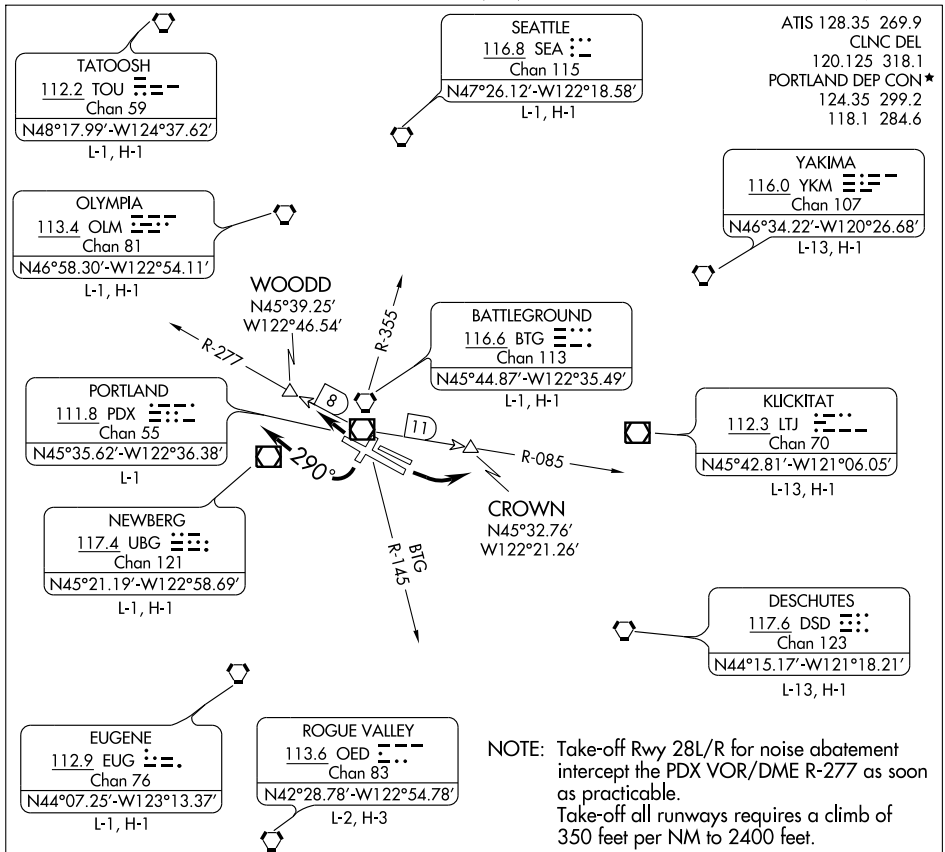 ATIS 128.35 269.9
CLNC DEL
120.125 318.1
PORTLAND DEP CON★
124.35 299.2
118.1 284.6
TATOOSH
112.2 TOU
Chan 59
N48°17.99'-W124°37.62'
L-1, H-1
SEATTLE
116.8 SEA
Chan 115
N47°26.12'-W122°18.58'
L-1, H-1
YAKIMA
116.0 YKM
Chan 107
N46°34.22'-W120°26.68'
L-13, H-1
OLYMPIA
113.4 OLM
Chan 81
N46°58.30'-W122°54.11'
L-1, H-1
WOODD
N45°39.25'
W122°46.54'
R-277
8
R-355
BATTLEGROUND
116.6 BTG
Chan 113
N45°44.87'-W122°35.49'
L-1, H-1
PORTLAND
111.8 PDX
Chan 55
N45°35.62'-W122°36.38'
L-1
290°
11
R-085
KLICKITAT
112.3 LTJ
Chan 70
N45°42.81'-W121°06.05'
L-13, H-1
CROWN
N45°32.76'
W122°21.26'
BTG
R-145
NEWBERG
117.4 UBG
Chan 121
N45°21.19'-W122°58.69'
L-1, H-1
DESCHUTES
117.6 DSD
Chan 123
N44°15.17'-W121°18.21'
L-13, H-1
EUGENE
112.9 EUG
Chan 76
N44°07.25'-W123°13.37'
L-1, H-1
ROGUE VALLEY
113.6 OED
Chan 83
N42°28.78'-W122°54.78'
L-2, H-3
NOTE: Take-off Rwy 28L/R for noise abatement
intercept the PDX VOR/DME R-277 as soon
as practicable.
Take-off all runways requires a climb of
350 feet per NM to 2400 feet.